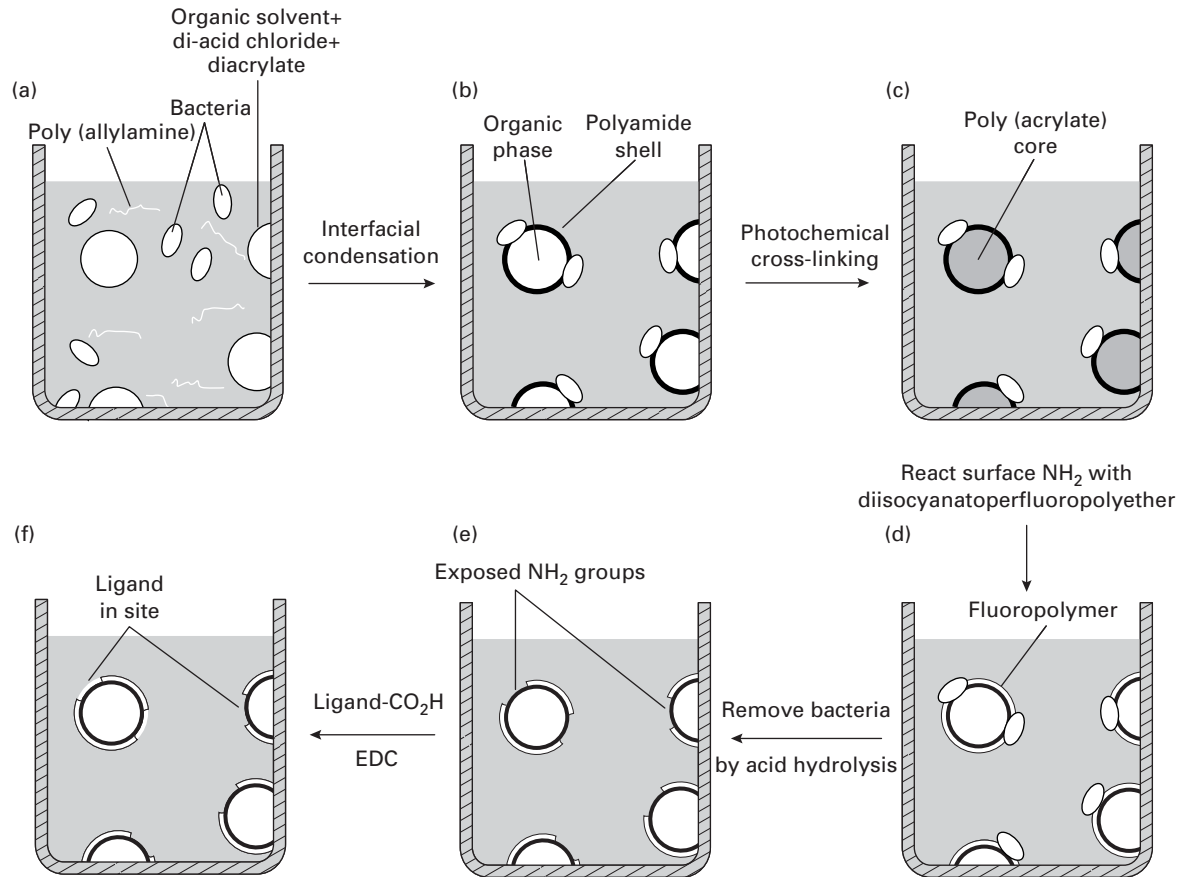 Organic solvent+
di-acid chloride+
diacrylate
(a)
Bacteria
Poly (allylamine)
Interfacial
condensation
(b)
Organic
phase
Polyamide
shell
Photochemical
cross-linking
(c)
Poly (acrylate)
core
React surface NH₂ with
diisocyanatoperfluoropolyether
(d)
Fluoropolymer
Remove bacteria
by acid hydrolysis
(e)
Exposed NH₂ groups
Ligand-CO₂H
EDC
(f)
Ligand
in site